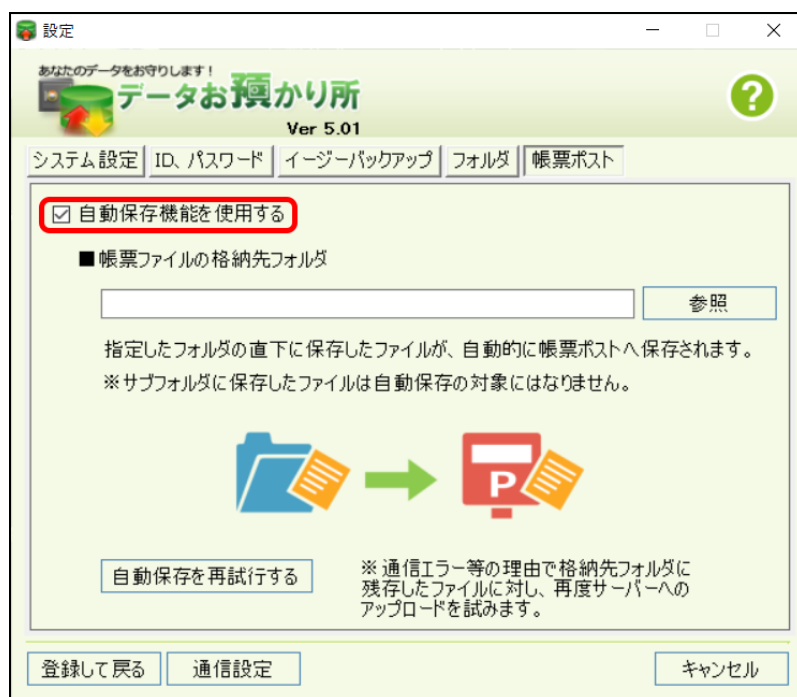 設定
あなたのデータをお守りします！
データお預かり所
Ver 5.01
?
システム設定 ID、パスワード イージーバックアップ フォルダ 帳票ポスト
自動保存機能を使用する
■帳票ファイルの格納先フォルダ
参照
指定したフォルダの直下に保存したファイルが、自動的に帳票ポストへ保存されます。
※サブフォルダに保存したファイルは自動保存の対象にはなりません。
P
自動保存を再試行する
※通信エラー等の理由で格納先フォルダに
残存したファイルに対し、再度サーバーへの
アップロードを試みます。
登録して戻る 通信設定 キャンセル